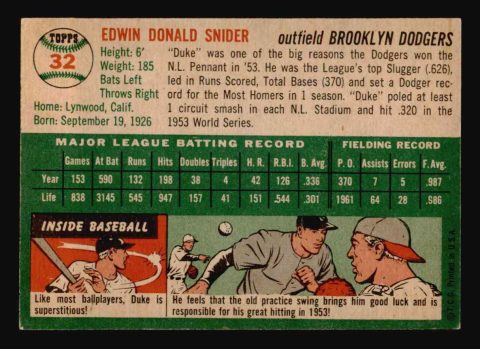 TOPPS
32
EDWIN DONALD SNIDER
outfield BROOKLYN DODGERS
Height: 6'
Weight: 185
Bats Left
Throws Right
Home: Lynwood, Calif.
Born: September 19, 1926
"Duke" was one of the big reasons the Dodgers won the
N.L. Pennant in '53. He was the League's top Slugger (.626),
led in Runs Scored, Total Bases (370) and set a Dodger
record for the Most Homers in 1 season. "Duke" poled at least
1 circuit smash in each N.L. Stadium and hit .320 in the
1953 World Series.
MAJOR LEAGUE BATTING RECORD
FIELDING RECORD
Games At Bat Runs Hits Doubles Triples H. R. R.B.I. B. Avg. P. O. Assists Errors F. Avg.
Year 153 590 132 198 38 4 42 126 .336 370 7 5 .987
Life 838 3145 545 947 157 41 151 544 .301 1961 64 28 .686
INSIDE BASEBALL
Like most ballplayers, Duke is
superstitious!
He feels that the old practice swing brings him good luck and is
responsible for his great hitting in 1953!
©T.C.G. Printed in U.S.A.